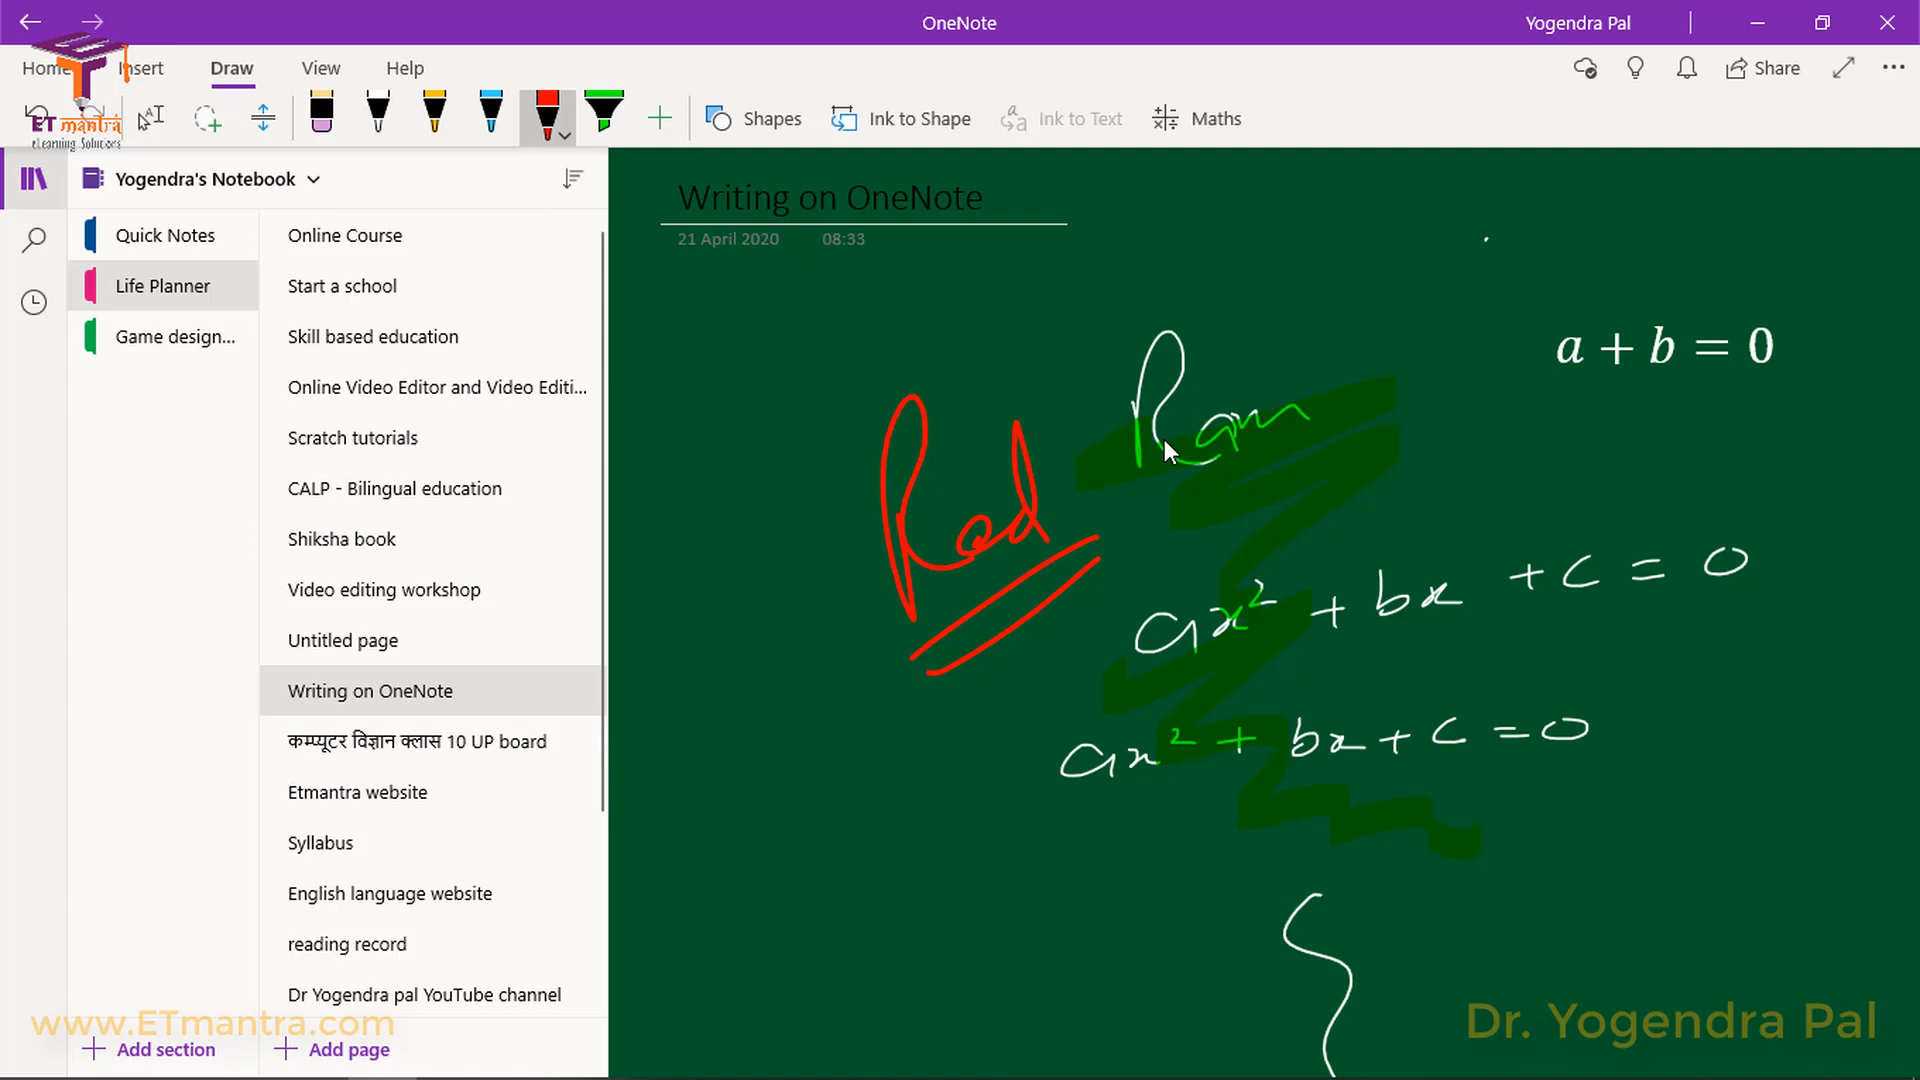 OneNote
Yogendra Pal
Home Insert Draw View Help
Share
ET मांत्रा
eLearning Solutions
Shapes Ink to Shape Ink to Text Maths
Yogendra's Notebook
Quick Notes
Life Planner
Game design...
Online Course
Start a school
Skill based education
Online Video Editor and Video Editi...
Scratch tutorials
CALP - Bilingual education
Shiksha book
Video editing workshop
Untitled page
Writing on OneNote
कम्प्यूटर विज्ञान क्लास 10 UP board
Etmantra website
Syllabus
English language website
reading record
Dr Yogendra pal YouTube channel
Add section
Add page
www.ETmantra.com
Writing on OneNote
21 April 2020 08:33
a + b = 0
Ram
Red
ax² + bx + c = 0
ax² + bx + c = 0
Dr. Yogendra Pal